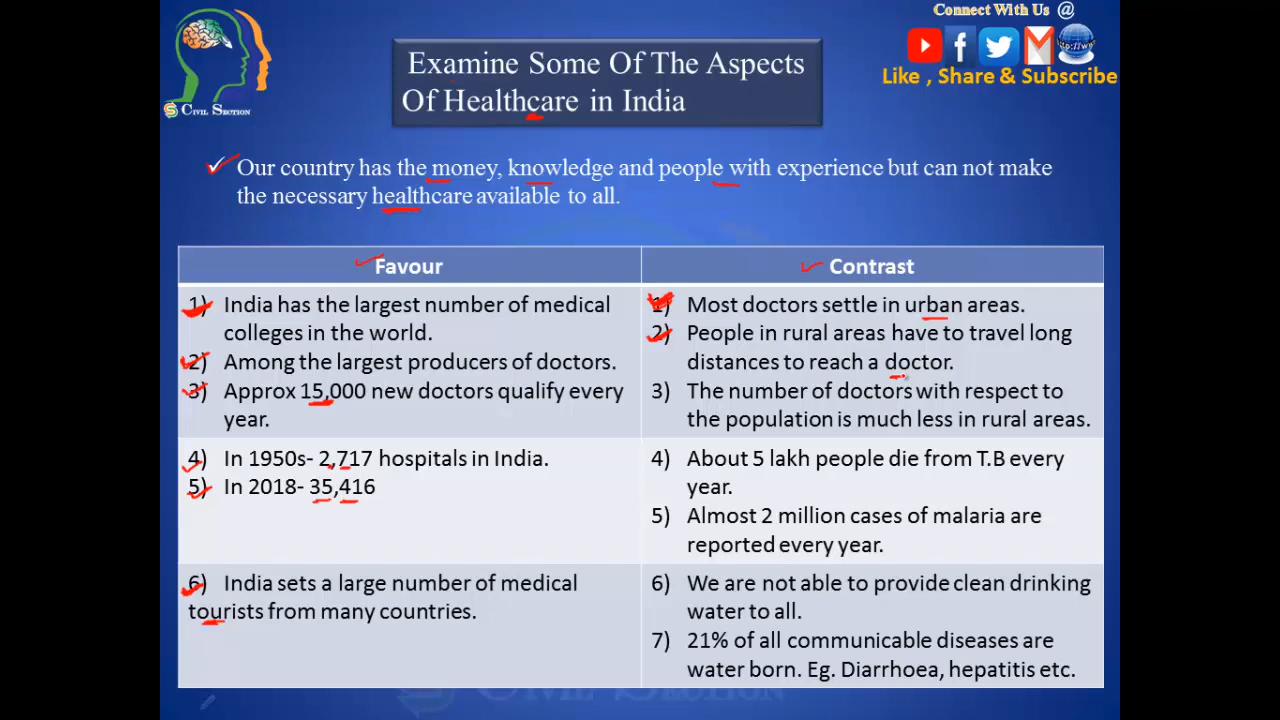 Connect With Us @
http://w
Like , Share & Subscribe
CIVIL SECTION
Examine Some Of The Aspects
Of Healthcare in India
Our country has the money, knowledge and people with experience but can not make
the necessary healthcare available to all.
Favour
Contrast
1) India has the largest number of medical
colleges in the world.
2) Among the largest producers of doctors.
3) Approx 15,000 new doctors qualify every
year.
1) Most doctors settle in urban areas.
2) People in rural areas have to travel long
distances to reach a doctor.
3) The number of doctors with respect to
the population is much less in rural areas.
4) In 1950s- 2,717 hospitals in India.
5) In 2018- 35,416
4) About 5 lakh people die from T.B every
year.
5) Almost 2 million cases of malaria are
reported every year.
6) India sets a large number of medical
tourists from many countries.
6) We are not able to provide clean drinking
water to all.
7) 21% of all communicable diseases are
water born. Eg. Diarrhoea, hepatitis etc.
CIVIL SECTION